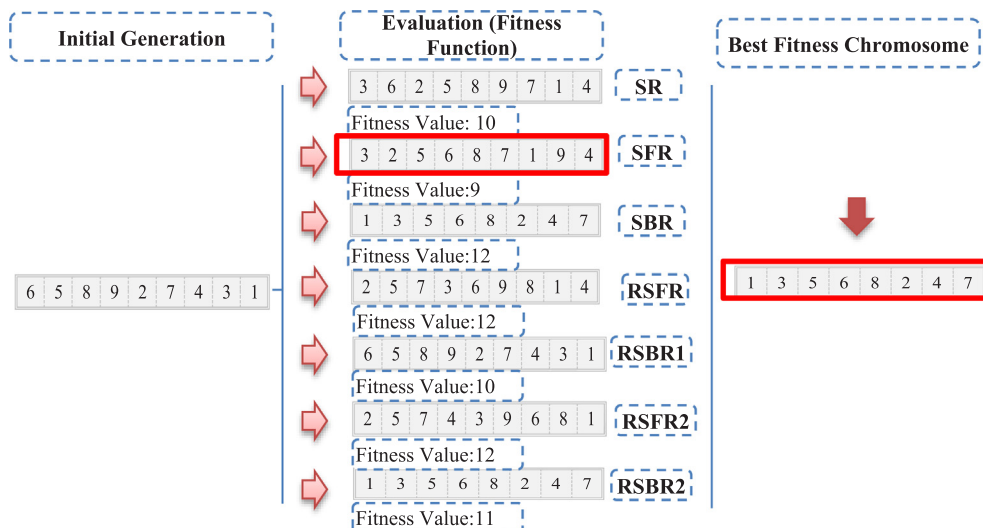 Initial Generation
6 5 8 9 2 7 4 3 1
Evaluation (Fitness
Function)
3 6 2 5 8 9 7 1 4
SR
Fitness Value: 10
3 2 5 6 8 7 1 9 4
SFR
Fitness Value:9
1 3 5 6 8 2 4 7
SBR
Fitness Value:12
2 5 7 3 6 9 8 1 4
RSFR
Fitness Value:12
6 5 8 9 2 7 4 3 1
RSBR1
Fitness Value:10
2 5 7 4 3 9 6 8 1
RSFR2
Fitness Value:12
1 3 5 6 8 2 4 7
RSBR2
Fitness Value:11
Best Fitness Chromosome
1 3 5 6 8 2 4 7